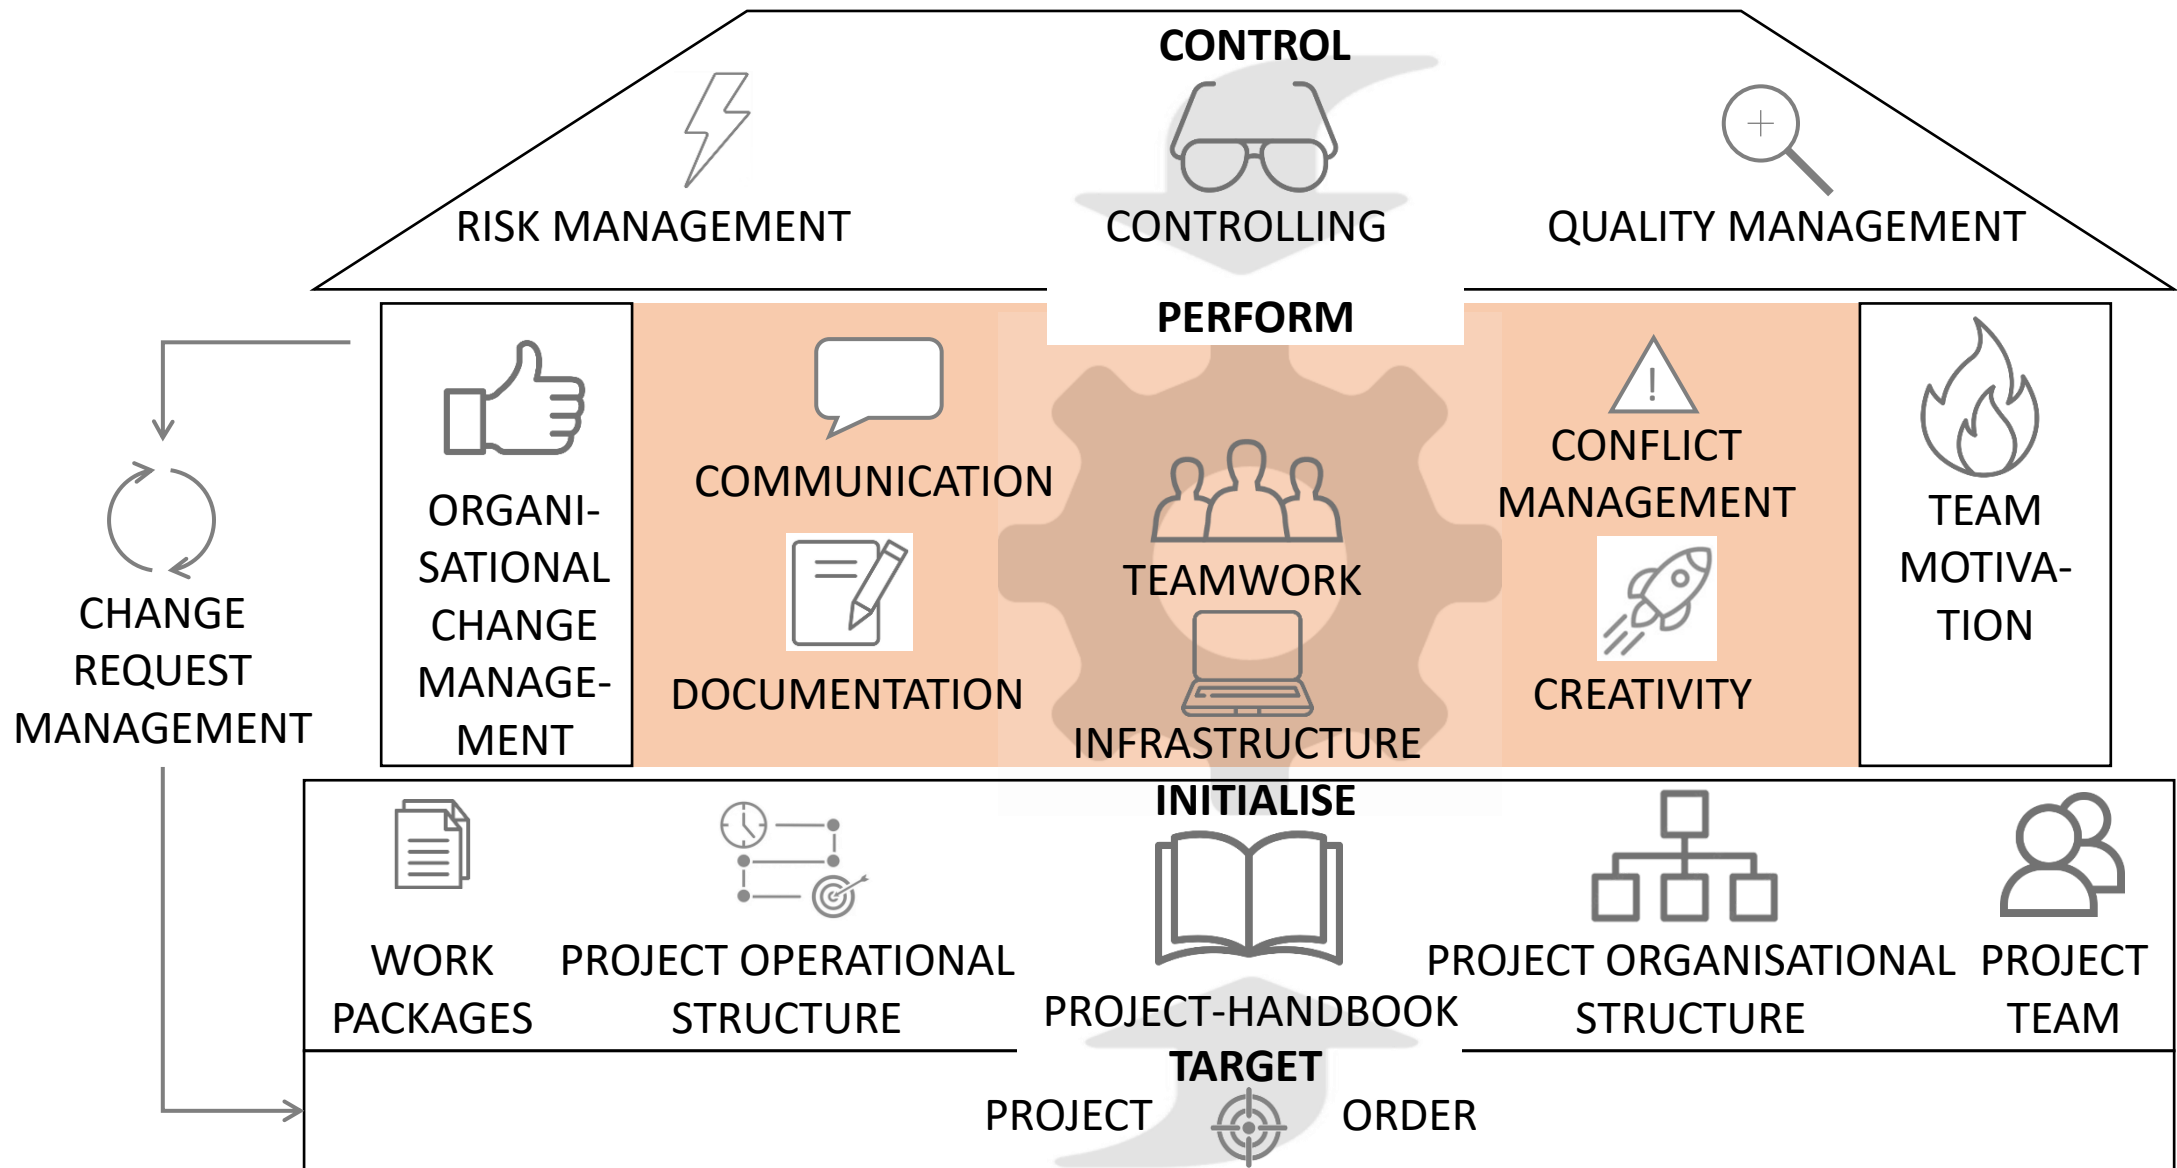 CONTROL
RISK MANAGEMENT
CONTROLLING
QUALITY MANAGEMENT
PERFORM
CHANGE
REQUEST
MANAGEMENT
ORGANI-
SATIONAL
CHANGE
MANAGE-
MENT
COMMUNICATION
DOCUMENTATION
TEAMWORK
INFRASTRUCTURE
!
CONFLICT
MANAGEMENT
CREATIVITY
TEAM
MOTIVA-
TION
INITIALISE
WORK
PACKAGES
PROJECT OPERATIONAL
STRUCTURE
PROJECT-HANDBOOK
PROJECT ORGANISATIONAL
STRUCTURE
PROJECT
TEAM
TARGET
PROJECT ORDER